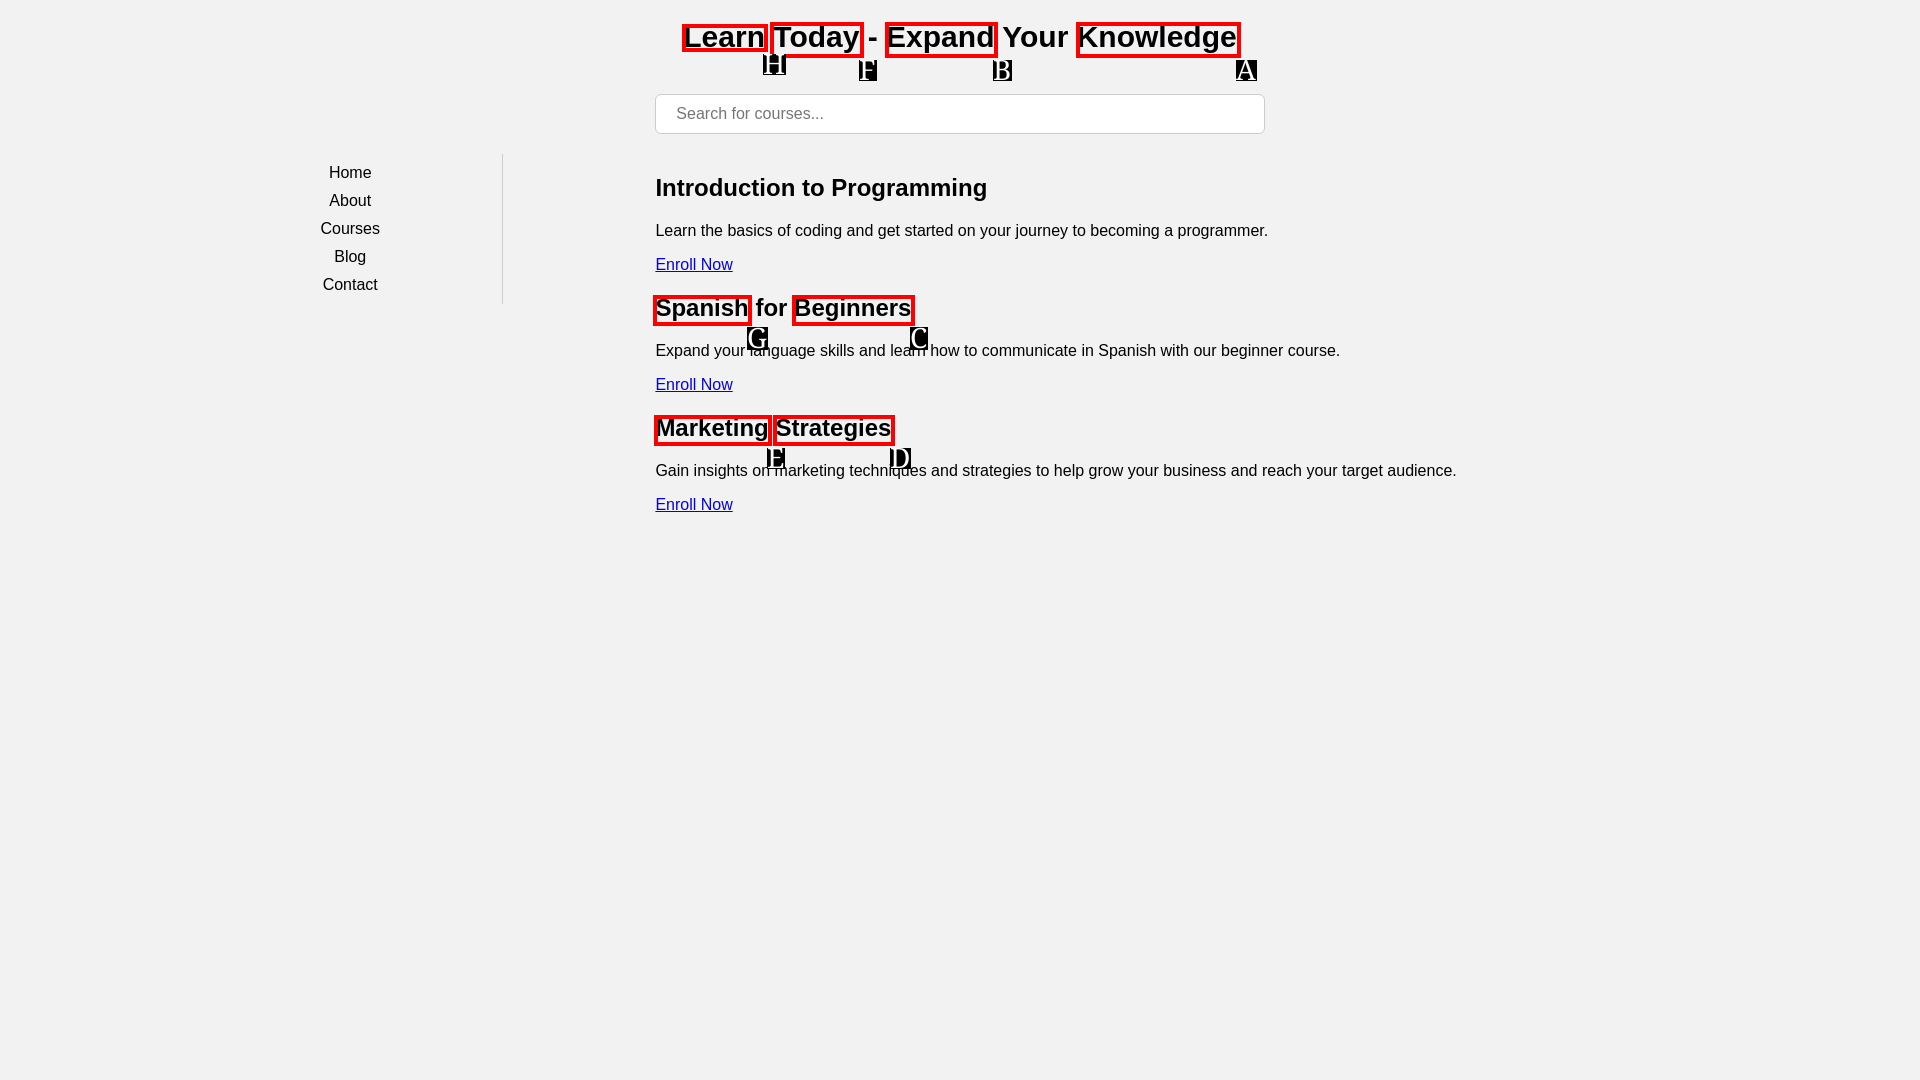 Learn Today - Expand Your Knowledge
H F B A
Search for courses...
Home
About
Courses
Blog
Contact
Introduction to Programming
Learn the basics of coding and get started on your journey to becoming a programmer.
Enroll Now
Spanish for Beginners
G C
Expand your language skills and learn how to communicate in Spanish with our beginner course.
Enroll Now
Marketing Strategies
E D
Gain insights on marketing techniques and strategies to help grow your business and reach your target audience.
Enroll Now